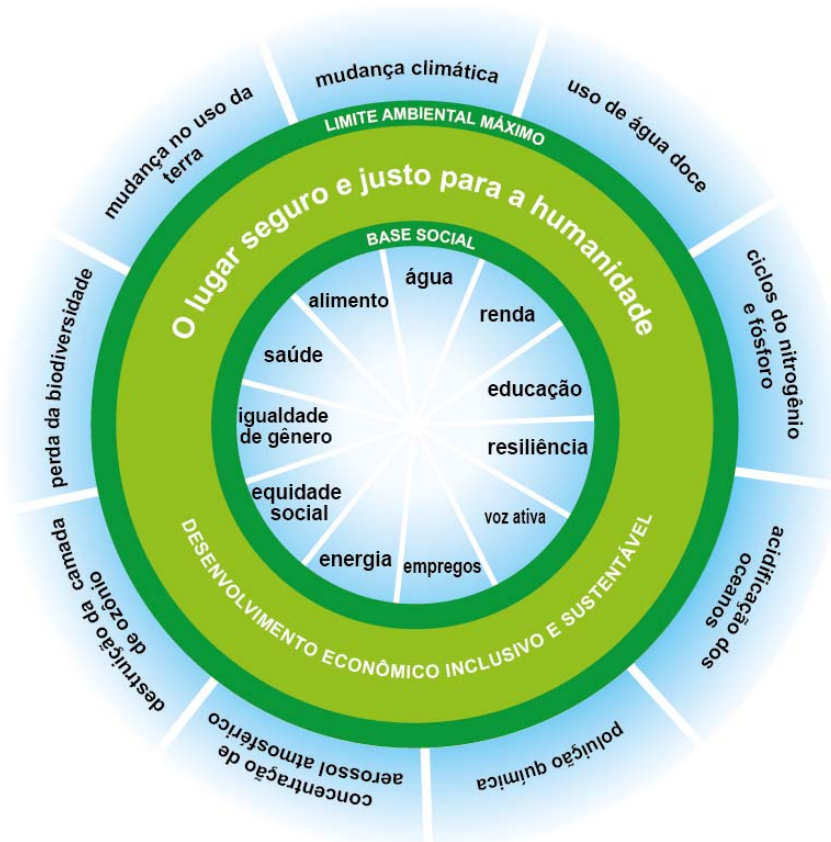 mudança climática
uso de água doce
ciclos do nitrogênio
e fósforo
acidificação dos
oceanos
poluição química
concentração de
aerossol atmosférico
destruição da camada
de ozônio
perda da biodiversidade
mudança no uso da
terra
LIMITE AMBIENTAL MÁXIMO
O lugar seguro e justo para a humanidade
BASE SOCIAL
água
renda
educação
resiliência
voz ativa
empregos
energia
equidade
social
igualdade
de gênero
saúde
alimento
DESENVOLVIMENTO ECONÔMICO INCLUSIVO E SUSTENTÁVEL